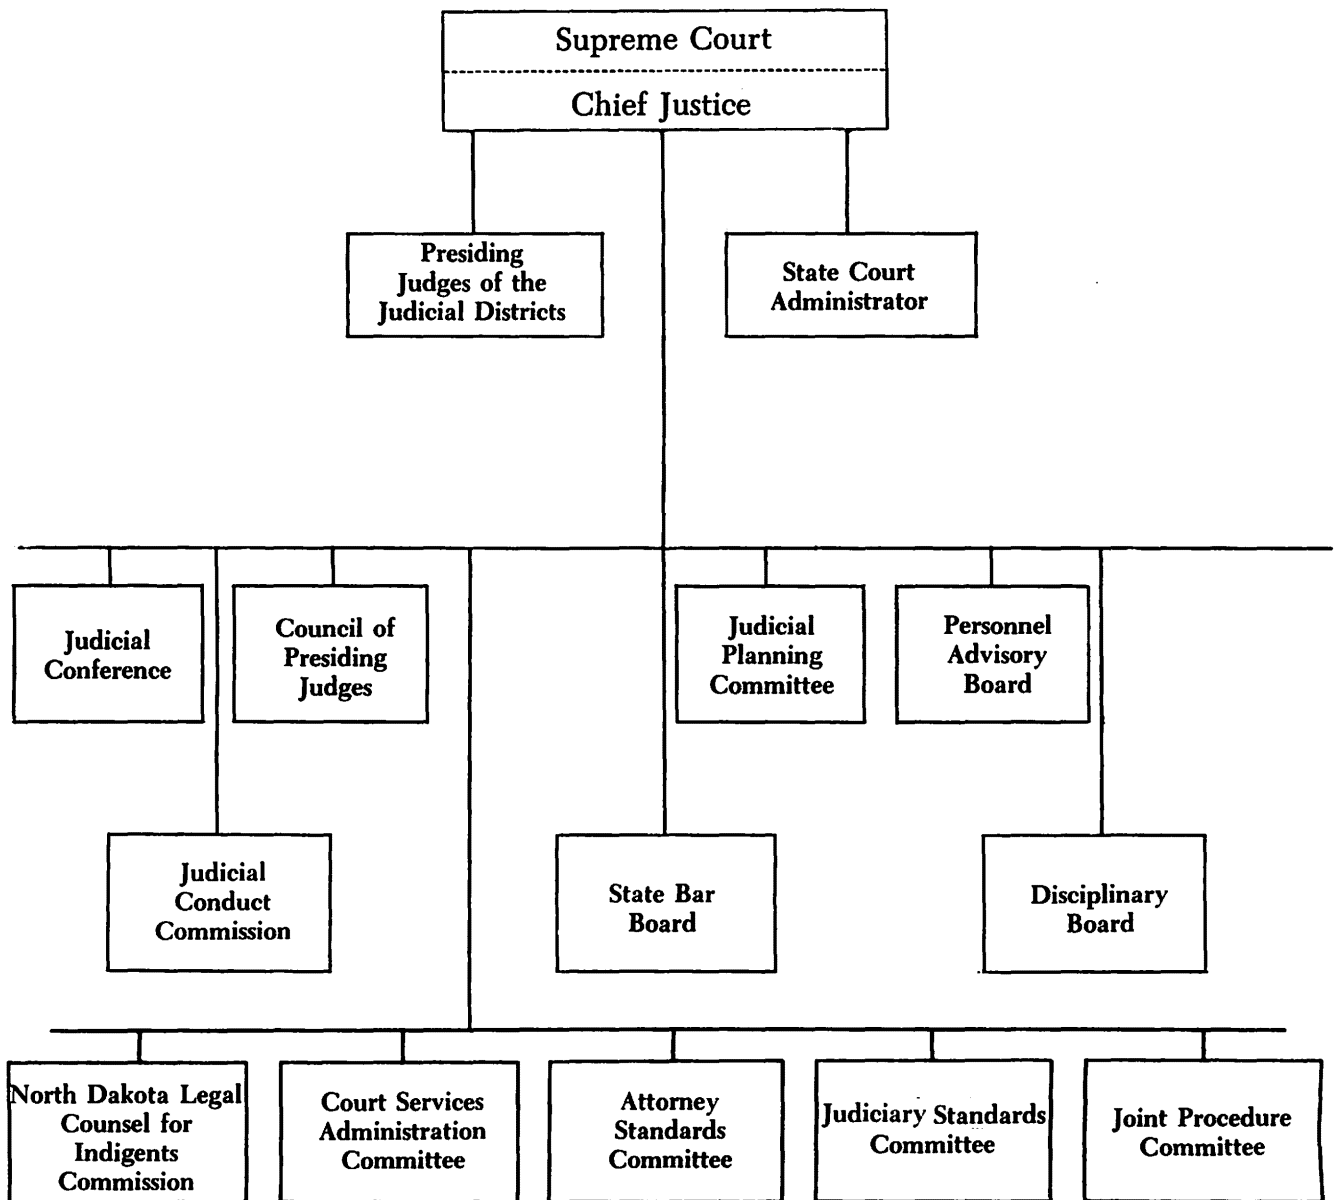 Supreme Court
Chief Justice
Presiding
Judges of the
Judicial Districts
State Court
Administrator
Judicial
Conference
Council of
Presiding
Judges
Judicial
Planning
Committee
Personnel
Advisory
Board
Judicial
Conduct
Commission
State Bar
Board
Disciplinary
Board
North Dakota Legal
Counsel for
Indigents
Commission
Court Services
Administration
Committee
Attorney
Standards
Committee
Judiciary Standards
Committee
Joint Procedure
Committee